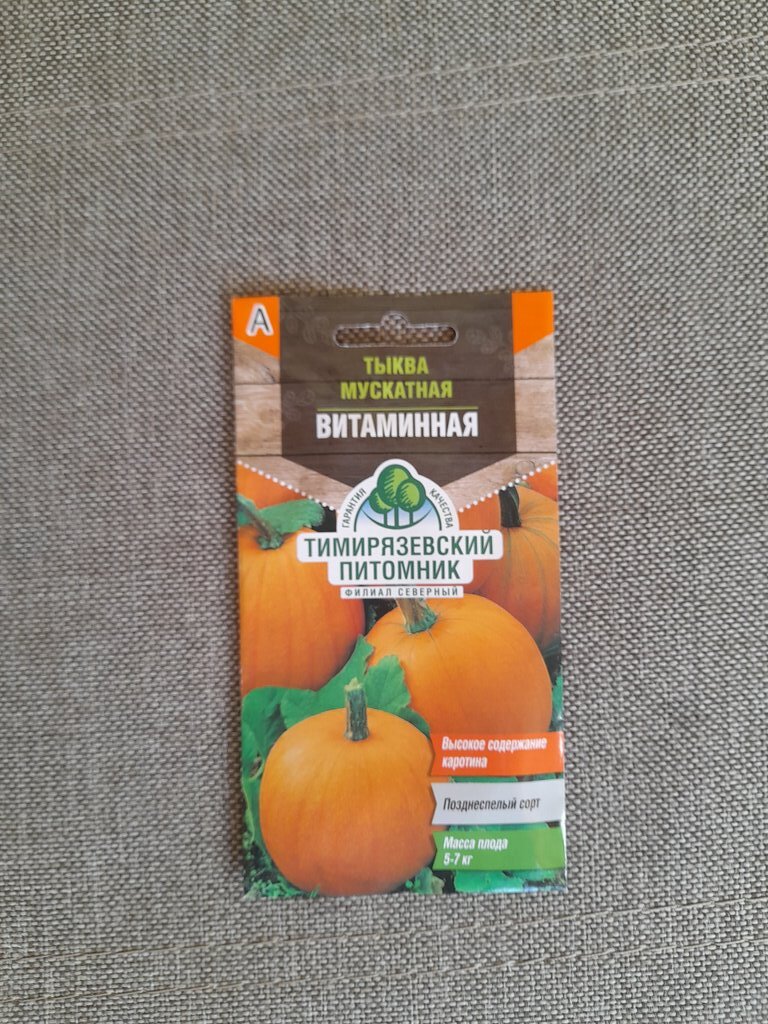 А
ТЫКВА
МУСКАТНАЯ
ВИТАМИННАЯ
ГАРАНТИЯ КАЧЕСТВА
ТИМИРЯЗЕВСКИЙ
ПИТОМНИК
ФИЛИАЛ СЕВЕРНЫЙ
Высокое содержание
каротина
Позднеспелый сорт
Масса плода
5-7 кг